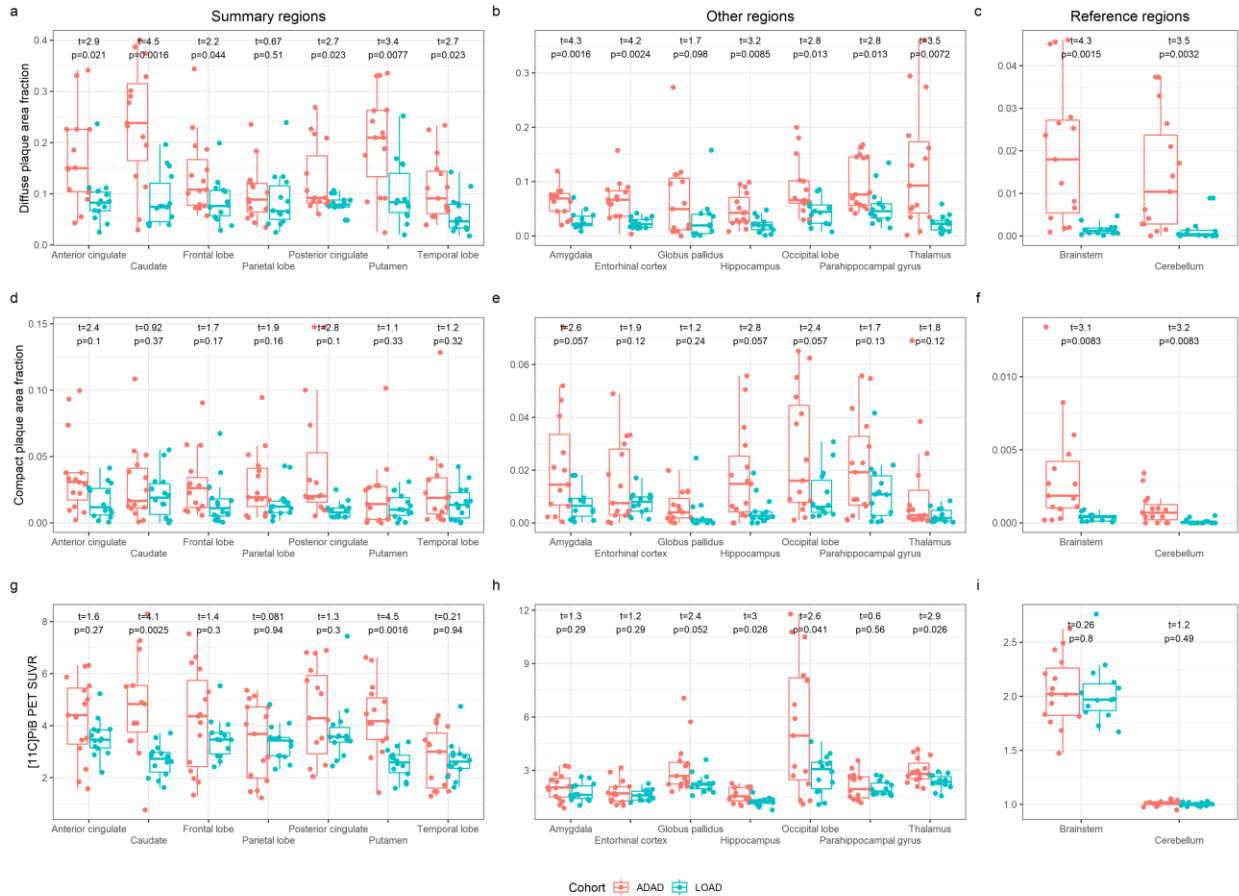 a Summary regions b Other regions c Reference regions
t=2.9 t=4.5 t=2.2 t=0.67 t=2.7 t=3.4 t=2.7 t=4.3 t=4.2 t=1.7 t=3.2 t=2.8 t=2.8 t=3.5 t=4.3 t=3.5
p=0.021 p=0.0016 p=0.044 p=0.51 p=0.023 p=0.0077 p=0.023 p=0.0016 p=0.0024 p=0.098 p=0.0085 p=0.013 p=0.013 p=0.0072 p=0.0015 p=0.0032
Diffuse plaque area fraction
0.4
0.3
0.2
0.1
0.0
0.3
0.2
0.1
0.0
0.04
0.03
0.02
0.01
0.00
Anterior cingulate Frontal lobe Posterior cingulate Temporal lobe Amygdala Globus pallidus Occipital lobe Thalamus Brainstem
Caudate Parietal lobe Putamen Entorhinal cortex Hippocampus Parahippocampal gyrus Cerebellum
d e f
t=2.4 t=0.92 t=1.7 t=1.9 t=2.8 t=1.1 t=1.2 t=2.6 t=1.9 t=1.2 t=2.8 t=2.4 t=1.7 t=1.8 t=3.1 t=3.2
p=0.1 p=0.37 p=0.17 p=0.16 p=0.1 p=0.33 p=0.32 p=0.057 p=0.12 p=0.24 p=0.057 p=0.057 p=0.13 p=0.12 p=0.0083 p=0.0083
Compact plaque area fraction
0.15
0.10
0.05
0.00
0.06
0.04
0.02
0.00
0.010
0.005
0.000
Anterior cingulate Frontal lobe Posterior cingulate Temporal lobe Amygdala Globus pallidus Occipital lobe Thalamus Brainstem
Caudate Parietal lobe Putamen Entorhinal cortex Hippocampus Parahippocampal gyrus Cerebellum
g h i
t=1.6 t=4.1 t=1.4 t=0.081 t=1.3 t=4.5 t=0.21 t=1.3 t=1.2 t=2.4 t=3 t=2.6 t=0.6 t=2.9 t=0.26 t=1.2
p=0.27 p=0.0025 p=0.3 p=0.94 p=0.3 p=0.0016 p=0.94 p=0.29 p=0.29 p=0.052 p=0.026 p=0.041 p=0.56 p=0.026 p=0.8 p=0.49
[11C]PiB PET SUVR
8
6
4
2
12
9
6
3
2.5
2.0
1.5
1.0
Anterior cingulate Frontal lobe Posterior cingulate Temporal lobe Amygdala Globus pallidus Occipital lobe Thalamus Brainstem
Caudate Parietal lobe Putamen Entorhinal cortex Hippocampus Parahippocampal gyrus Cerebellum
Cohort ADAD LOAD